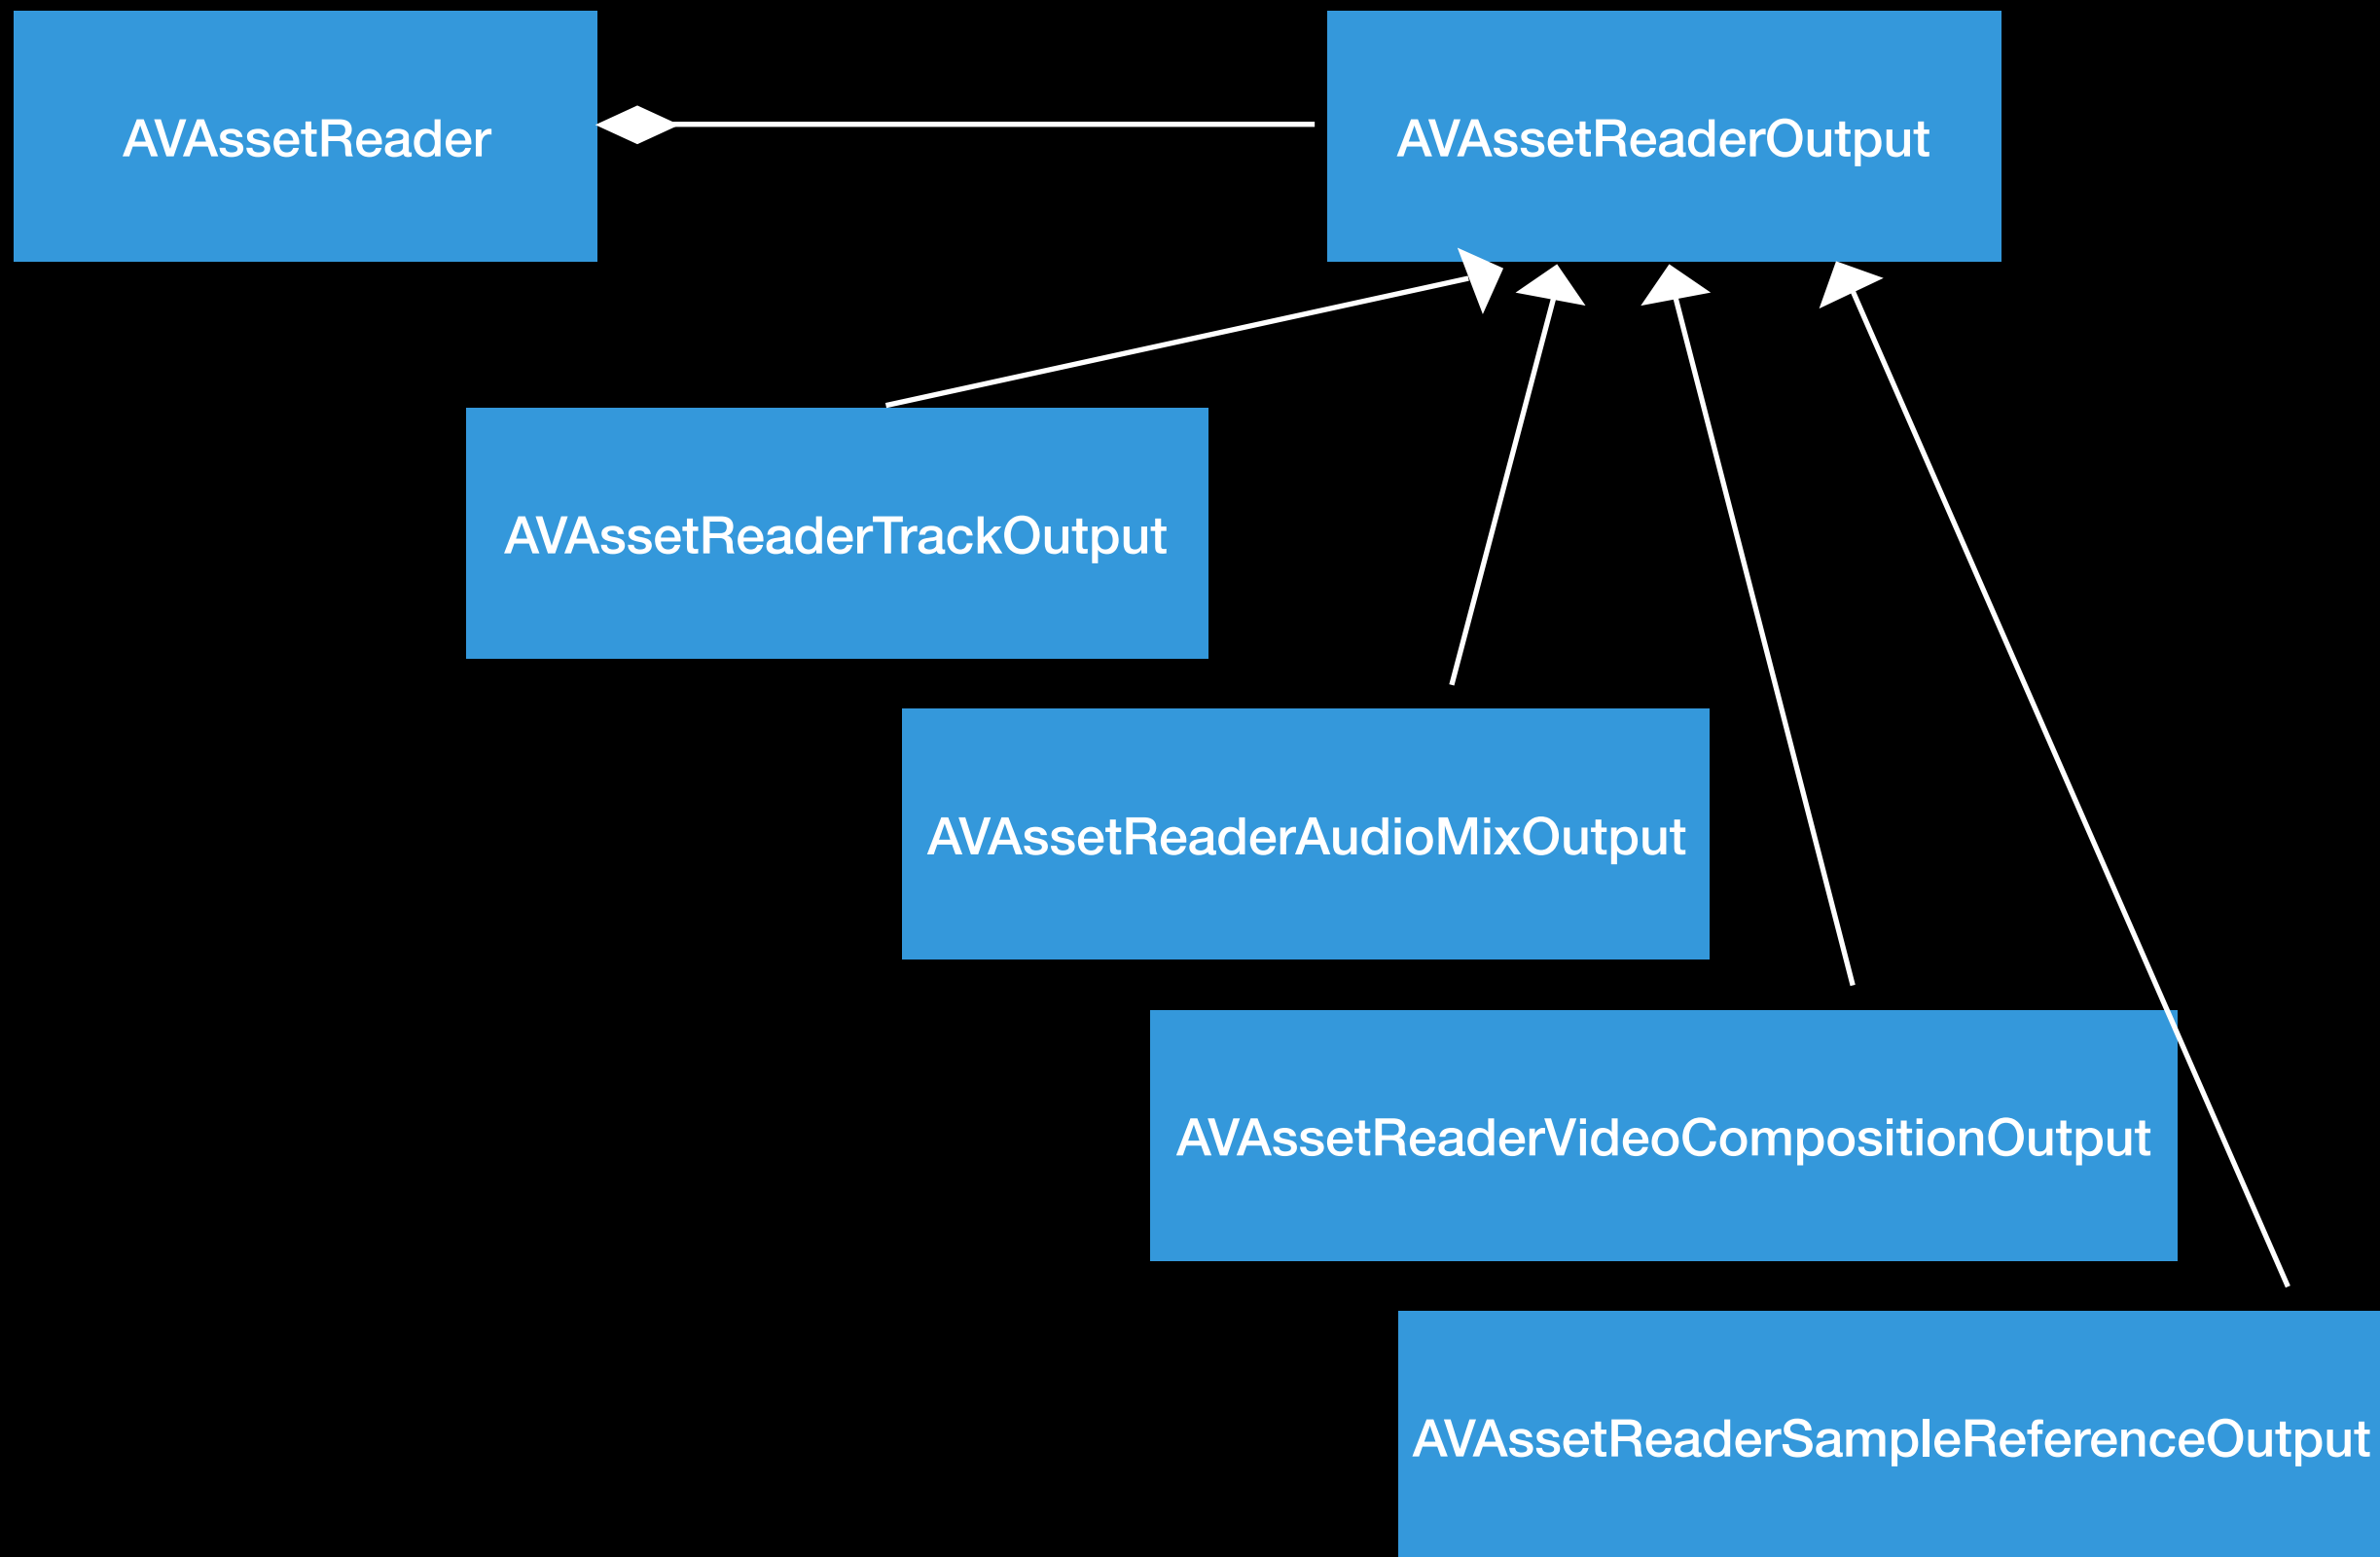 AVAssetReader
AVAssetReaderOutput
AVAssetReaderTrackOutput
AVAssetReaderAudioMixOutput
AVAssetReaderVideoCompositionOutput
AVAssetReaderSampleReferenceOutput